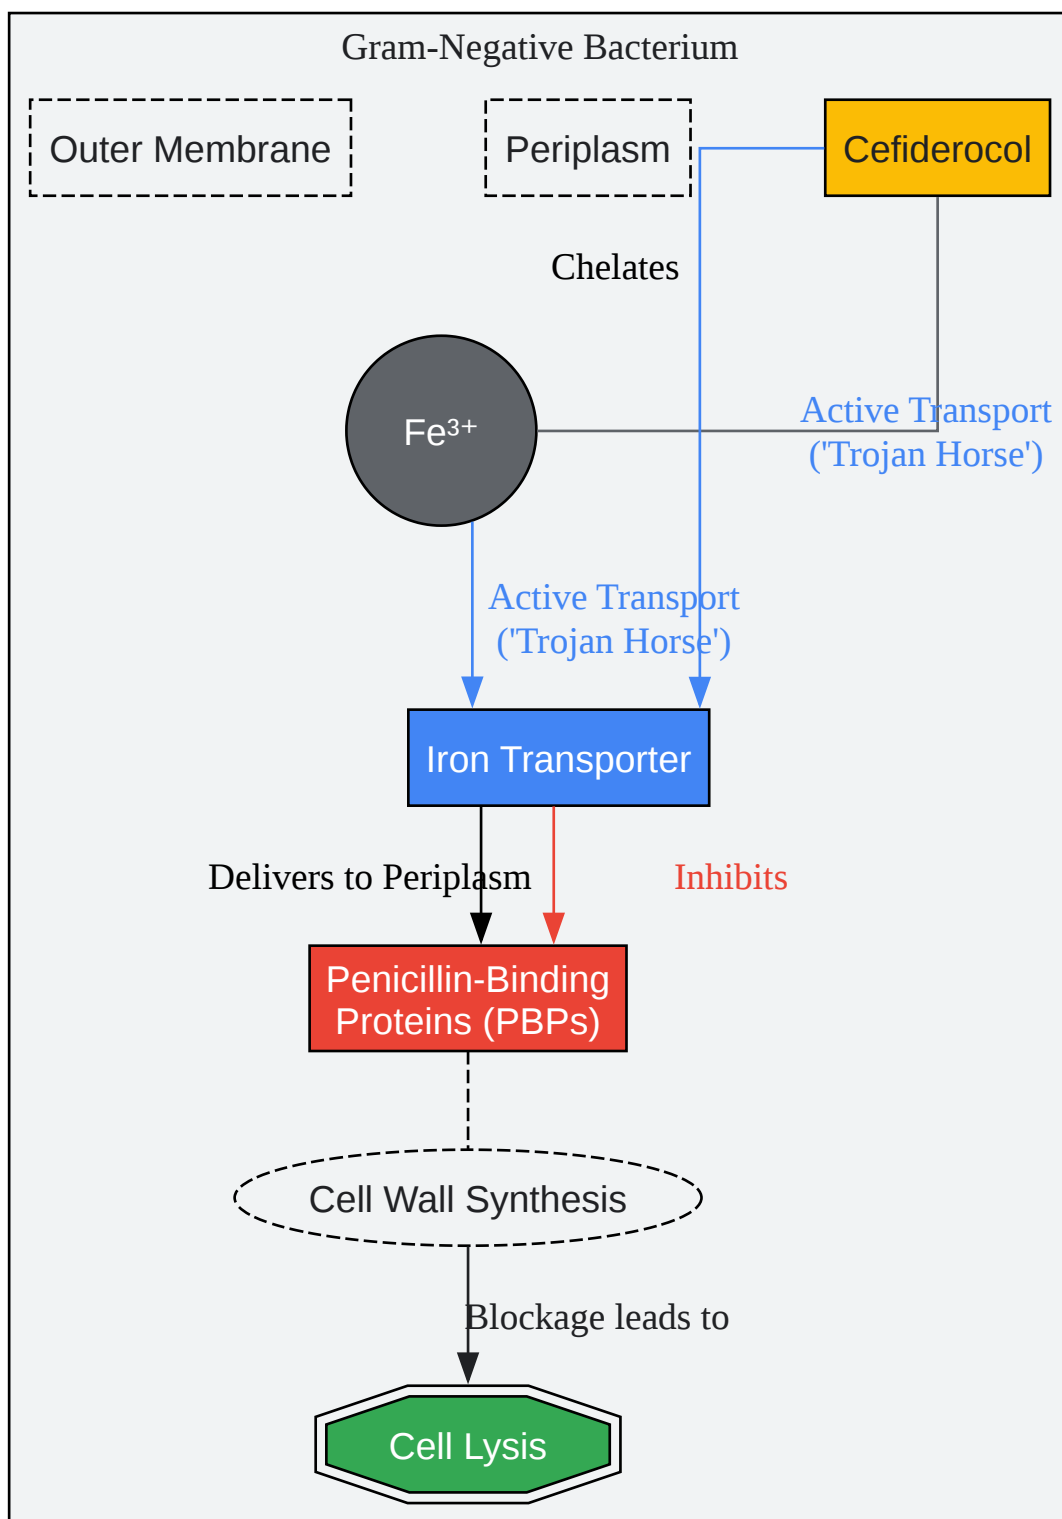 Gram-Negative Bacterium
Outer Membrane
Periplasm
Cefiderocol
Chelates
Active Transport
('Trojan Horse')
Fe³⁺
Active Transport
('Trojan Horse')
Iron Transporter
Delivers to Periplasm
Inhibits
Penicillin-Binding
Proteins (PBPs)
Cell Wall Synthesis
Blockage leads to
Cell Lysis